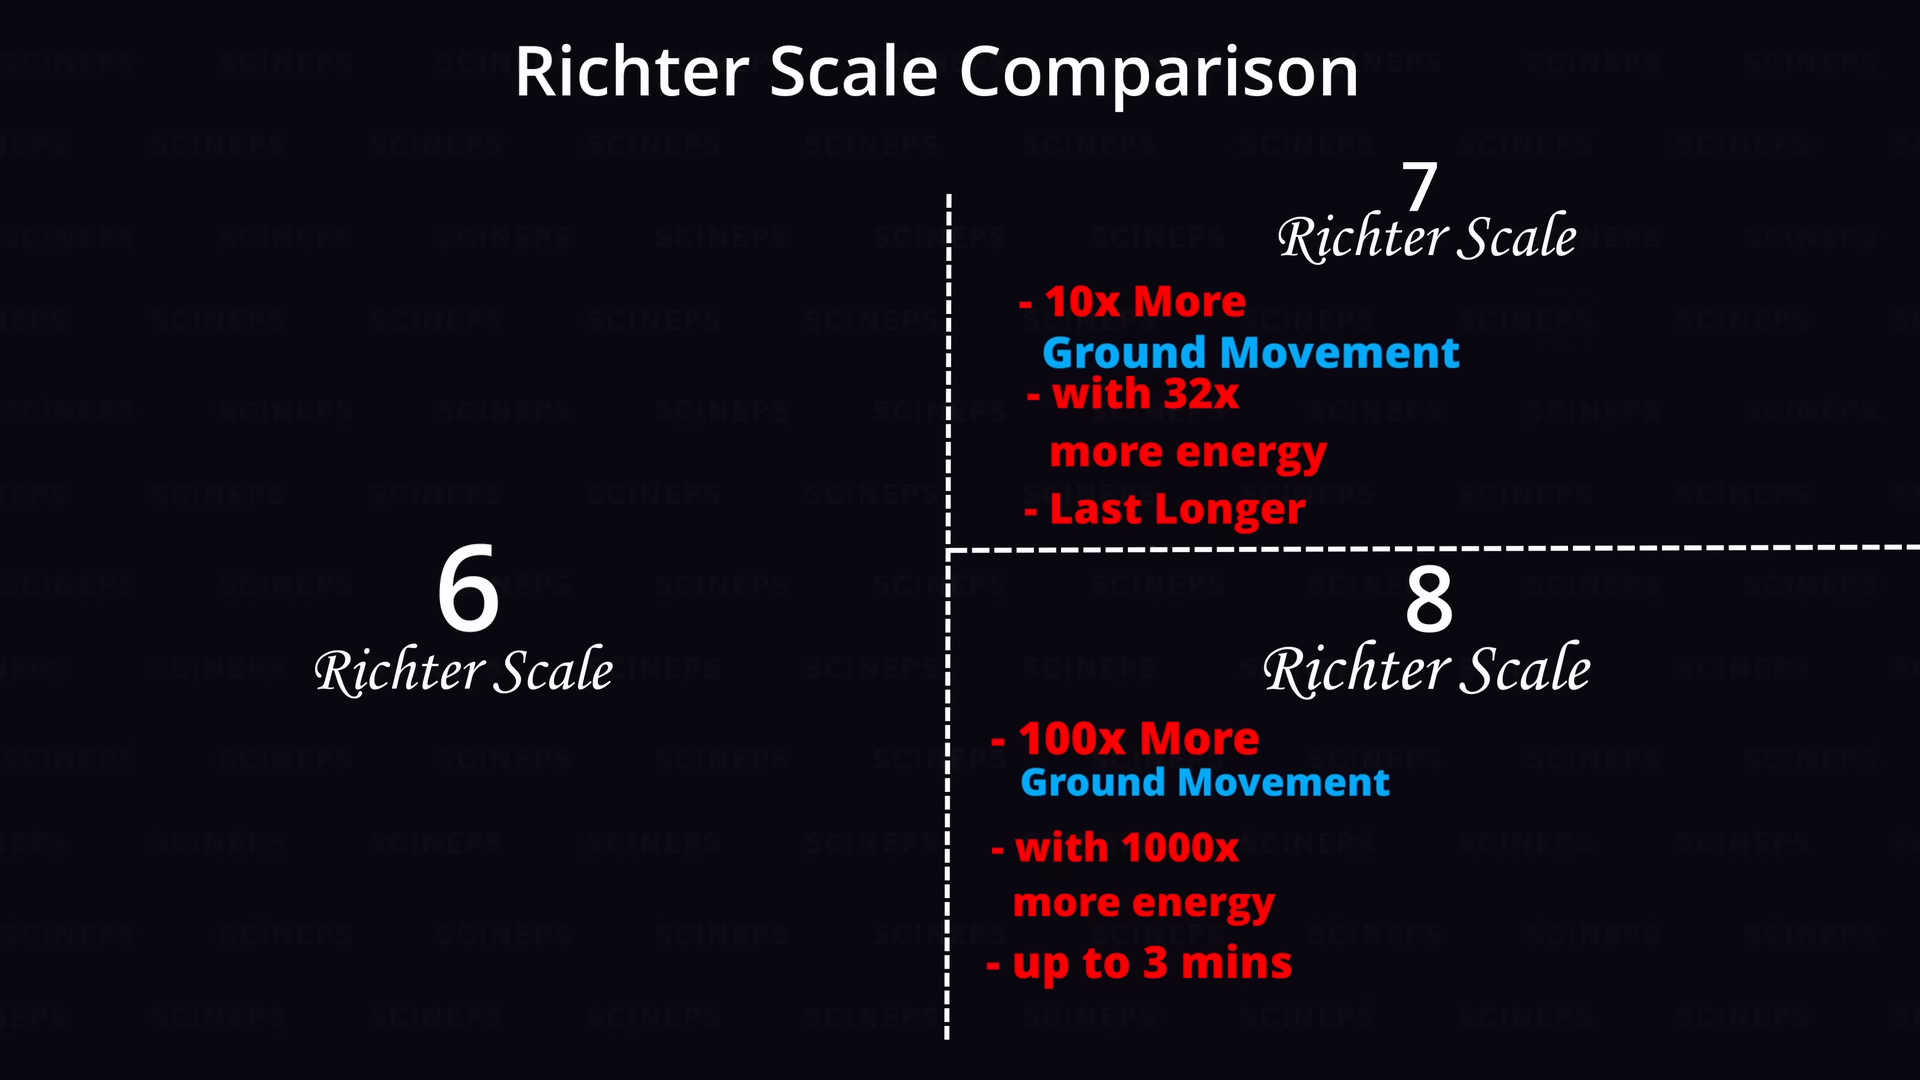 Richter Scale Comparison
6
Richter Scale
7
Richter Scale
- 10x More
Ground Movement
- with 32x
more energy
- Last Longer
8
Richter Scale
- 100x More
Ground Movement
- with 1000x
more energy
- up to 3 mins
SCINEPS